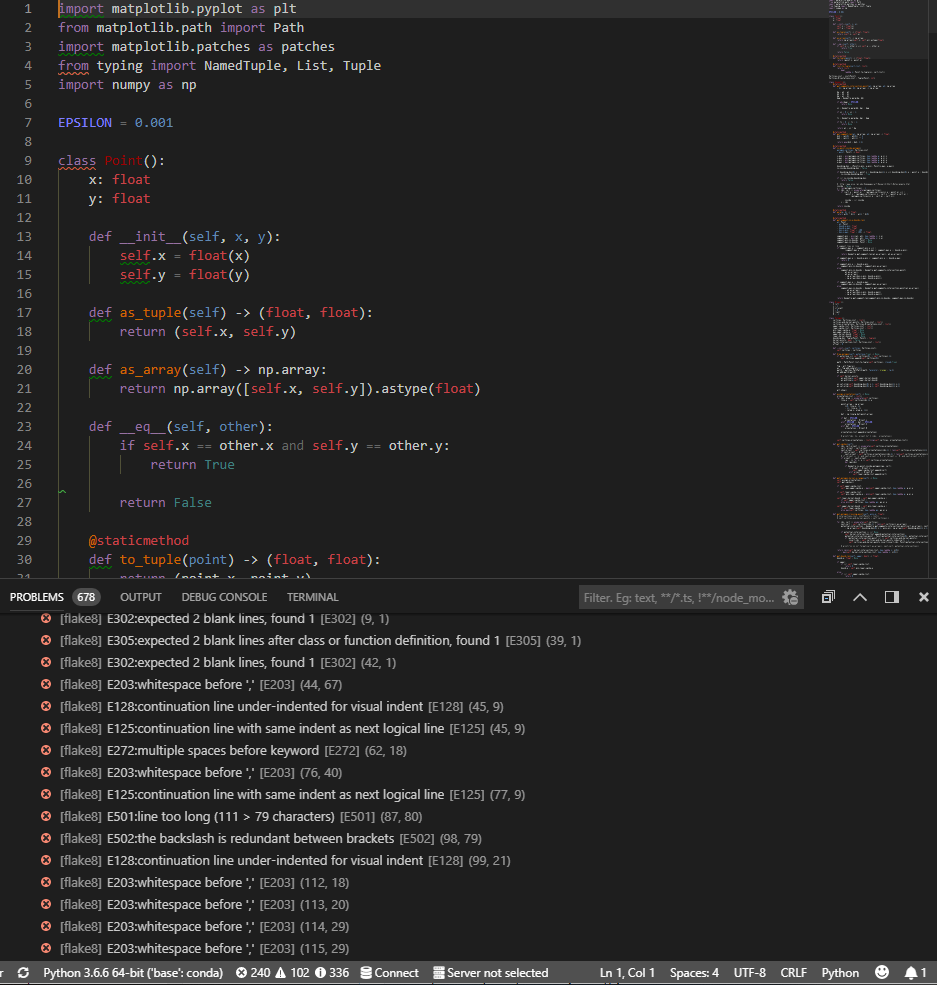 1 import matplotlib.pyplot as plt
2 from matplotlib.path import Path
3 import matplotlib.patches as patches
4 from typing import NamedTuple, List, Tuple
5 import numpy as np
6
7 EPSILON = 0.001
8
9 class Point():
10 x: float
11 y: float
12
13 def __init__(self, x, y):
14 self.x = float(x)
15 self.y = float(y)
16
17 def as_tuple(self) -> (float, float):
18 return (self.x, self.y)
19
20 def as_array(self) -> np.array:
21 return np.array([self.x, self.y]).astype(float)
22
23 def __eq__(self, other):
24 if self.x == other.x and self.y == other.y:
25 return True
26
27 return False
28
29 @staticmethod
30 def to_tuple(point) -> (float, float):
31 return (point.x, point.y)
PROBLEMS 678 OUTPUT DEBUG CONSOLE TERMINAL Filter. Eg: text, **/*.ts, !**/node_mo...
[flake8] E302:expected 2 blank lines, found 1 [E302] (9, 1)
[flake8] E305:expected 2 blank lines after class or function definition, found 1 [E305] (39, 1)
[flake8] E302:expected 2 blank lines, found 1 [E302] (42, 1)
[flake8] E203:whitespace before ',' [E203] (44, 67)
[flake8] E128:continuation line under-indented for visual indent [E128] (45, 9)
[flake8] E125:continuation line with same indent as next logical line [E125] (45, 9)
[flake8] E272:multiple spaces before keyword [E272] (62, 18)
[flake8] E203:whitespace before ',' [E203] (76, 40)
[flake8] E125:continuation line with same indent as next logical line [E125] (77, 9)
[flake8] E501:line too long (111 > 79 characters) [E501] (87, 80)
[flake8] E502:the backslash is redundant between brackets [E502] (98, 79)
[flake8] E128:continuation line under-indented for visual indent [E128] (99, 21)
[flake8] E203:whitespace before ',' [E203] (112, 18)
[flake8] E203:whitespace before ',' [E203] (113, 20)
[flake8] E203:whitespace before ',' [E203] (114, 29)
[flake8] E203:whitespace before ',' [E203] (115, 29)
r Python 3.6.6 64-bit ('base': conda) 240 102 336 Connect Server not selected Ln 1, Col 1 Spaces: 4 UTF-8 CRLF Python 1